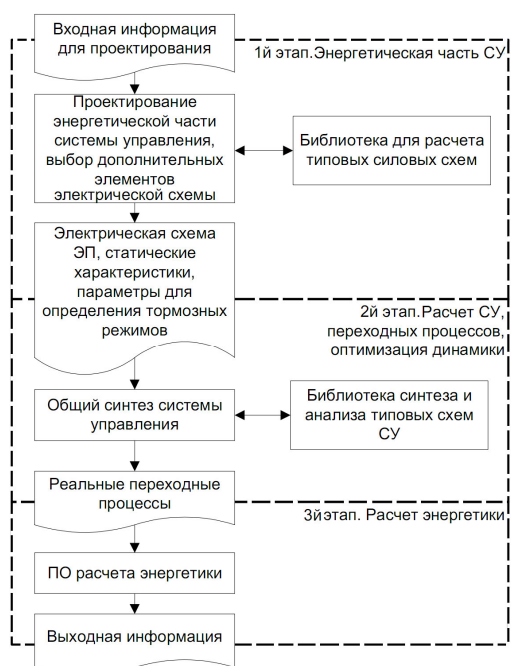 Входная информация
для проектирования
1й этап.Энергетическая часть СУ
Проектирование
энергетической части
системы управления,
выбор дополнительных
элементов
электрической схемы
Библиотека для расчета
типовых силовых схем
Электрическая схема
ЭП, статические
характеристики,
параметры для
определения тормозных
режимов
2й этап.Расчет СУ,
переходных процессов,
оптимизация динамики
Общий синтез системы
управления
Библиотека синтеза и
анализа типовых схем
СУ
Реальные переходные
процессы
3й этап. Расчет энергетики
ПО расчета энергетики
Выходная информация